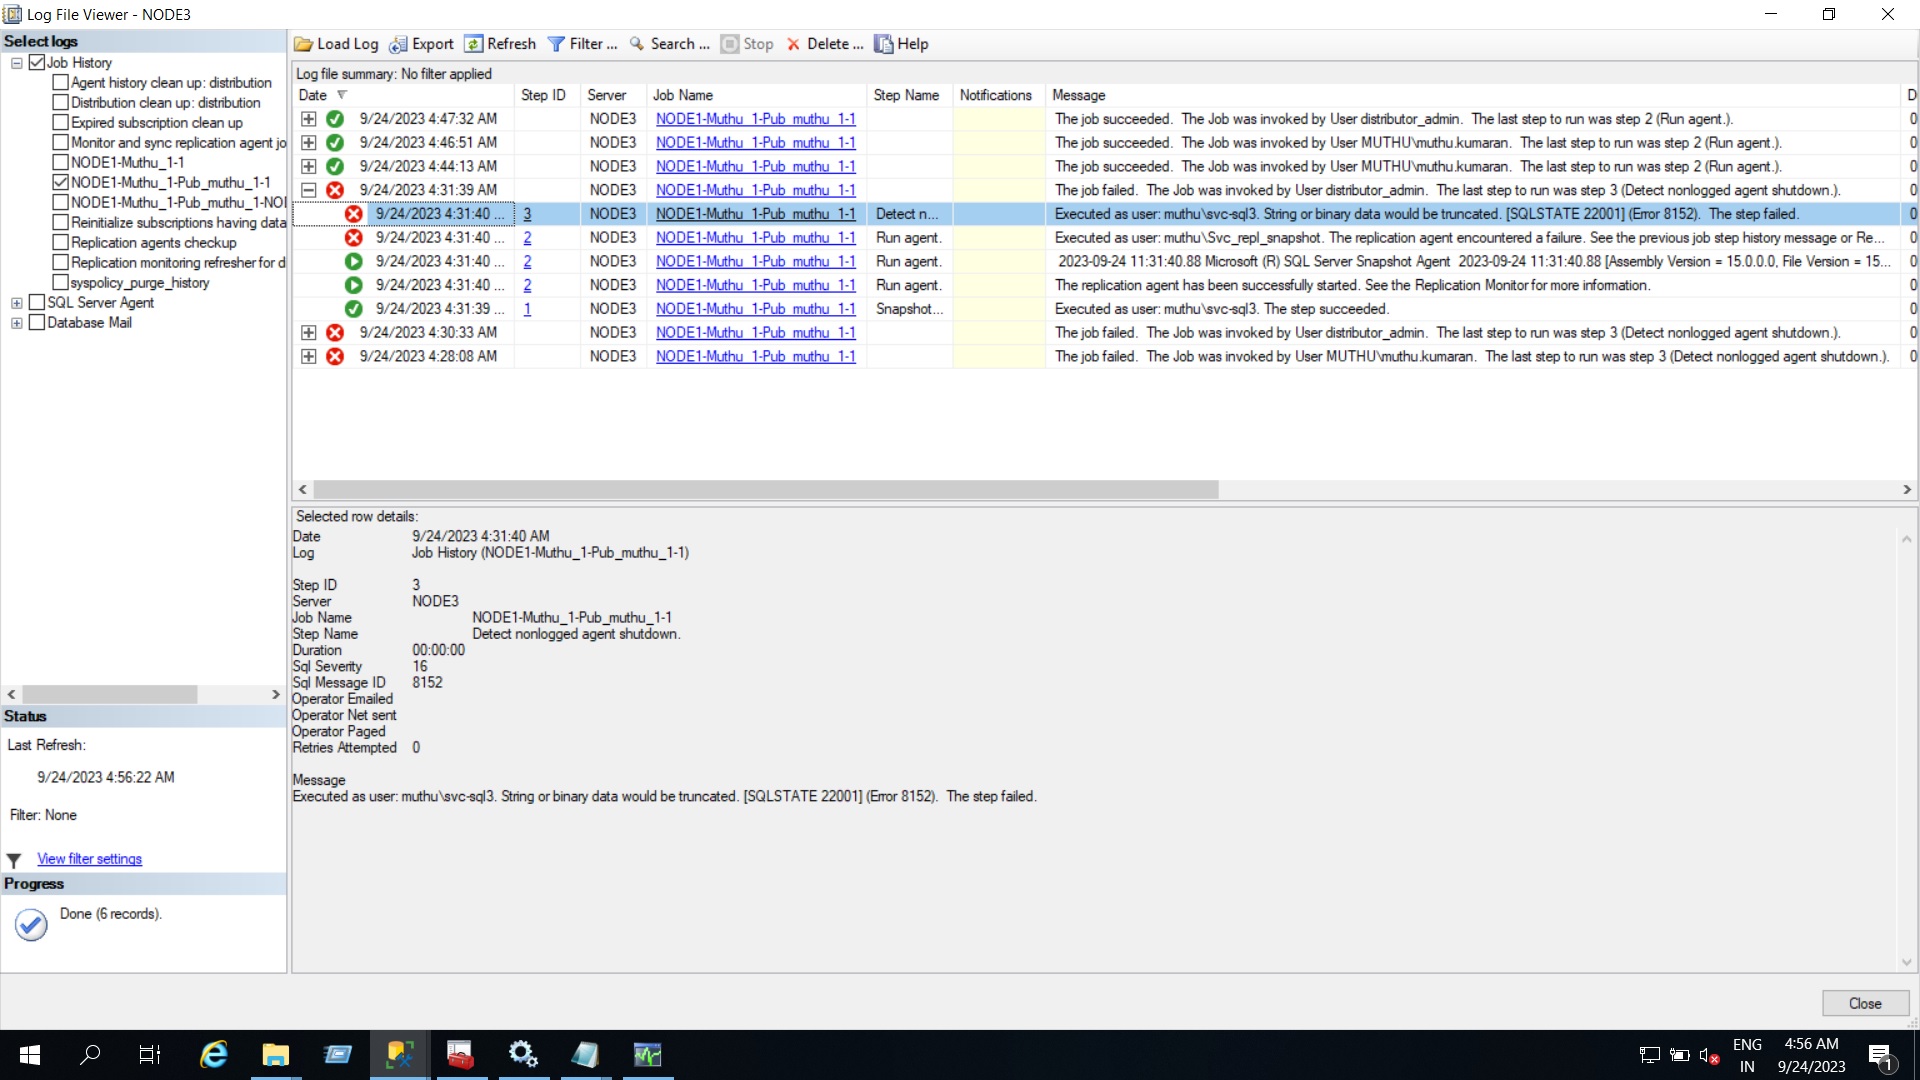 Log File Viewer - NODE3
Select logs
Job History
Agent history clean up: distribution
Distribution clean up: distribution
Expired subscription clean up
Monitor and sync replication agent jo
NODE1-Muthu_1-1
NODE1-Muthu_1-Pub_muthu_1-1
NODE1-Muthu_1-Pub_muthu_1-NOI
Reinitialize subscriptions having data
Replication agents checkup
Replication monitoring refresher for d
syspolicy_purge_history
SQL Server Agent
Database Mail
Status
Last Refresh:
9/24/2023 4:56:22 AM
Filter: None
View filter settings
Progress
Done (6 records).
Load Log Export Refresh Filter ... Search ... Stop Delete ... Help
Log file summary: No filter applied
Date Step ID Server Job Name Step Name Notifications Message D
9/24/2023 4:47:32 AM NODE3 NODE1-Muthu_1-Pub_muthu_1-1 The job succeeded. The Job was invoked by User distributor_admin. The last step to run was step 2 (Run agent.). 0
9/24/2023 4:46:51 AM NODE3 NODE1-Muthu_1-Pub_muthu_1-1 The job succeeded. The Job was invoked by User MUTHU\muthu.kumaran. The last step to run was step 2 (Run agent.). 0
9/24/2023 4:44:13 AM NODE3 NODE1-Muthu_1-Pub_muthu_1-1 The job succeeded. The Job was invoked by User MUTHU\muthu.kumaran. The last step to run was step 2 (Run agent.). 0
9/24/2023 4:31:39 AM NODE3 NODE1-Muthu_1-Pub_muthu_1-1 The job failed. The Job was invoked by User distributor_admin. The last step to run was step 3 (Detect nonlogged agent shutdown.). 0
9/24/2023 4:31:40 ... 3 NODE3 NODE1-Muthu_1-Pub_muthu_1-1 Detect n... Executed as user: muthu\svc-sql3. String or binary data would be truncated. [SQLSTATE 22001] (Error 8152). The step failed. 0
9/24/2023 4:31:40 ... 2 NODE3 NODE1-Muthu_1-Pub_muthu_1-1 Run agent. Executed as user: muthu\Svc_repl_snapshot. The replication agent encountered a failure. See the previous job step history message or Re... 0
9/24/2023 4:31:40 ... 2 NODE3 NODE1-Muthu_1-Pub_muthu_1-1 Run agent. 2023-09-24 11:31:40.88 Microsoft (R) SQL Server Snapshot Agent 2023-09-24 11:31:40.88 [Assembly Version = 15.0.0.0, File Version = 15... 0
9/24/2023 4:31:40 ... 2 NODE3 NODE1-Muthu_1-Pub_muthu_1-1 Run agent. The replication agent has been successfully started. See the Replication Monitor for more information. 0
9/24/2023 4:31:39 ... 1 NODE3 NODE1-Muthu_1-Pub_muthu_1-1 Snapshot... Executed as user: muthu\svc-sql3. The step succeeded. 0
9/24/2023 4:30:33 AM NODE3 NODE1-Muthu_1-Pub_muthu_1-1 The job failed. The Job was invoked by User distributor_admin. The last step to run was step 3 (Detect nonlogged agent shutdown.). 0
9/24/2023 4:28:08 AM NODE3 NODE1-Muthu_1-Pub_muthu_1-1 The job failed. The Job was invoked by User MUTHU\muthu.kumaran. The last step to run was step 3 (Detect nonlogged agent shutdown.). 0
Selected row details:
Date 9/24/2023 4:31:40 AM
Log Job History (NODE1-Muthu_1-Pub_muthu_1-1)
Step ID 3
Server NODE3
Job Name NODE1-Muthu_1-Pub_muthu_1-1
Step Name Detect nonlogged agent shutdown.
Duration 00:00:00
Sql Severity 16
Sql Message ID 8152
Operator Emailed
Operator Net sent
Operator Paged
Retries Attempted 0
Message
Executed as user: muthu\svc-sql3. String or binary data would be truncated. [SQLSTATE 22001] (Error 8152). The step failed.
Close
ENG
IN
4:56 AM
9/24/2023
1